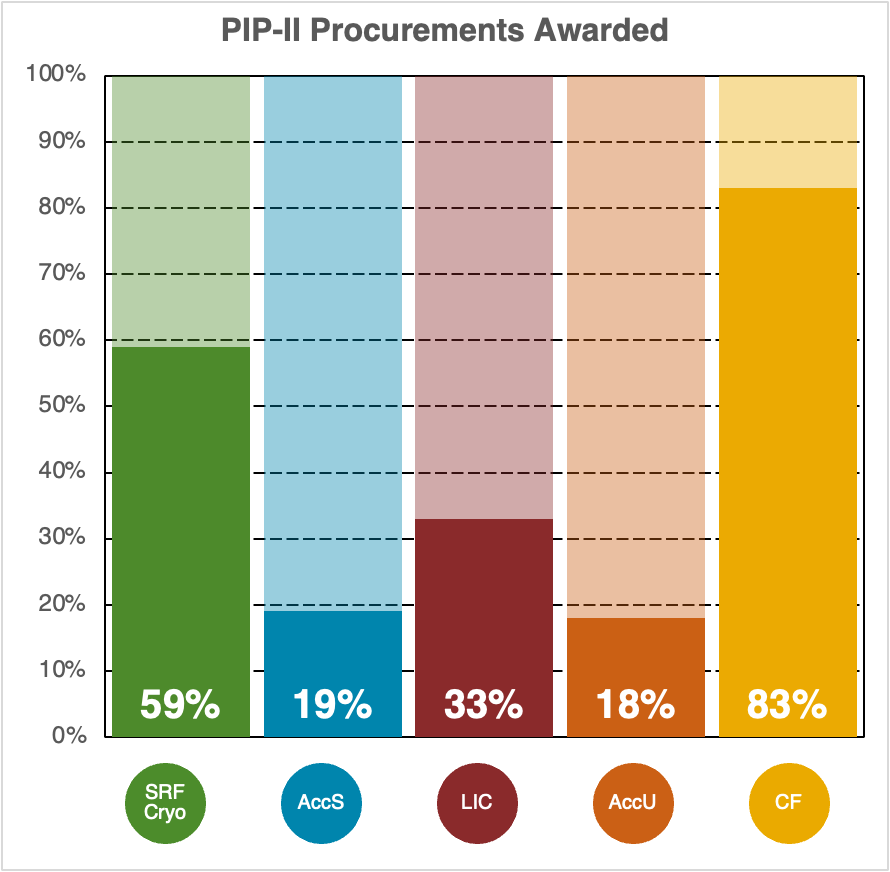 PIP-II Procurements Awarded
100%
90%
80%
70%
60%
50%
40%
30%
20%
10%
0%
59%
19%
33%
18%
83%
SRF
Cryo
AccS
LIC
AccU
CF